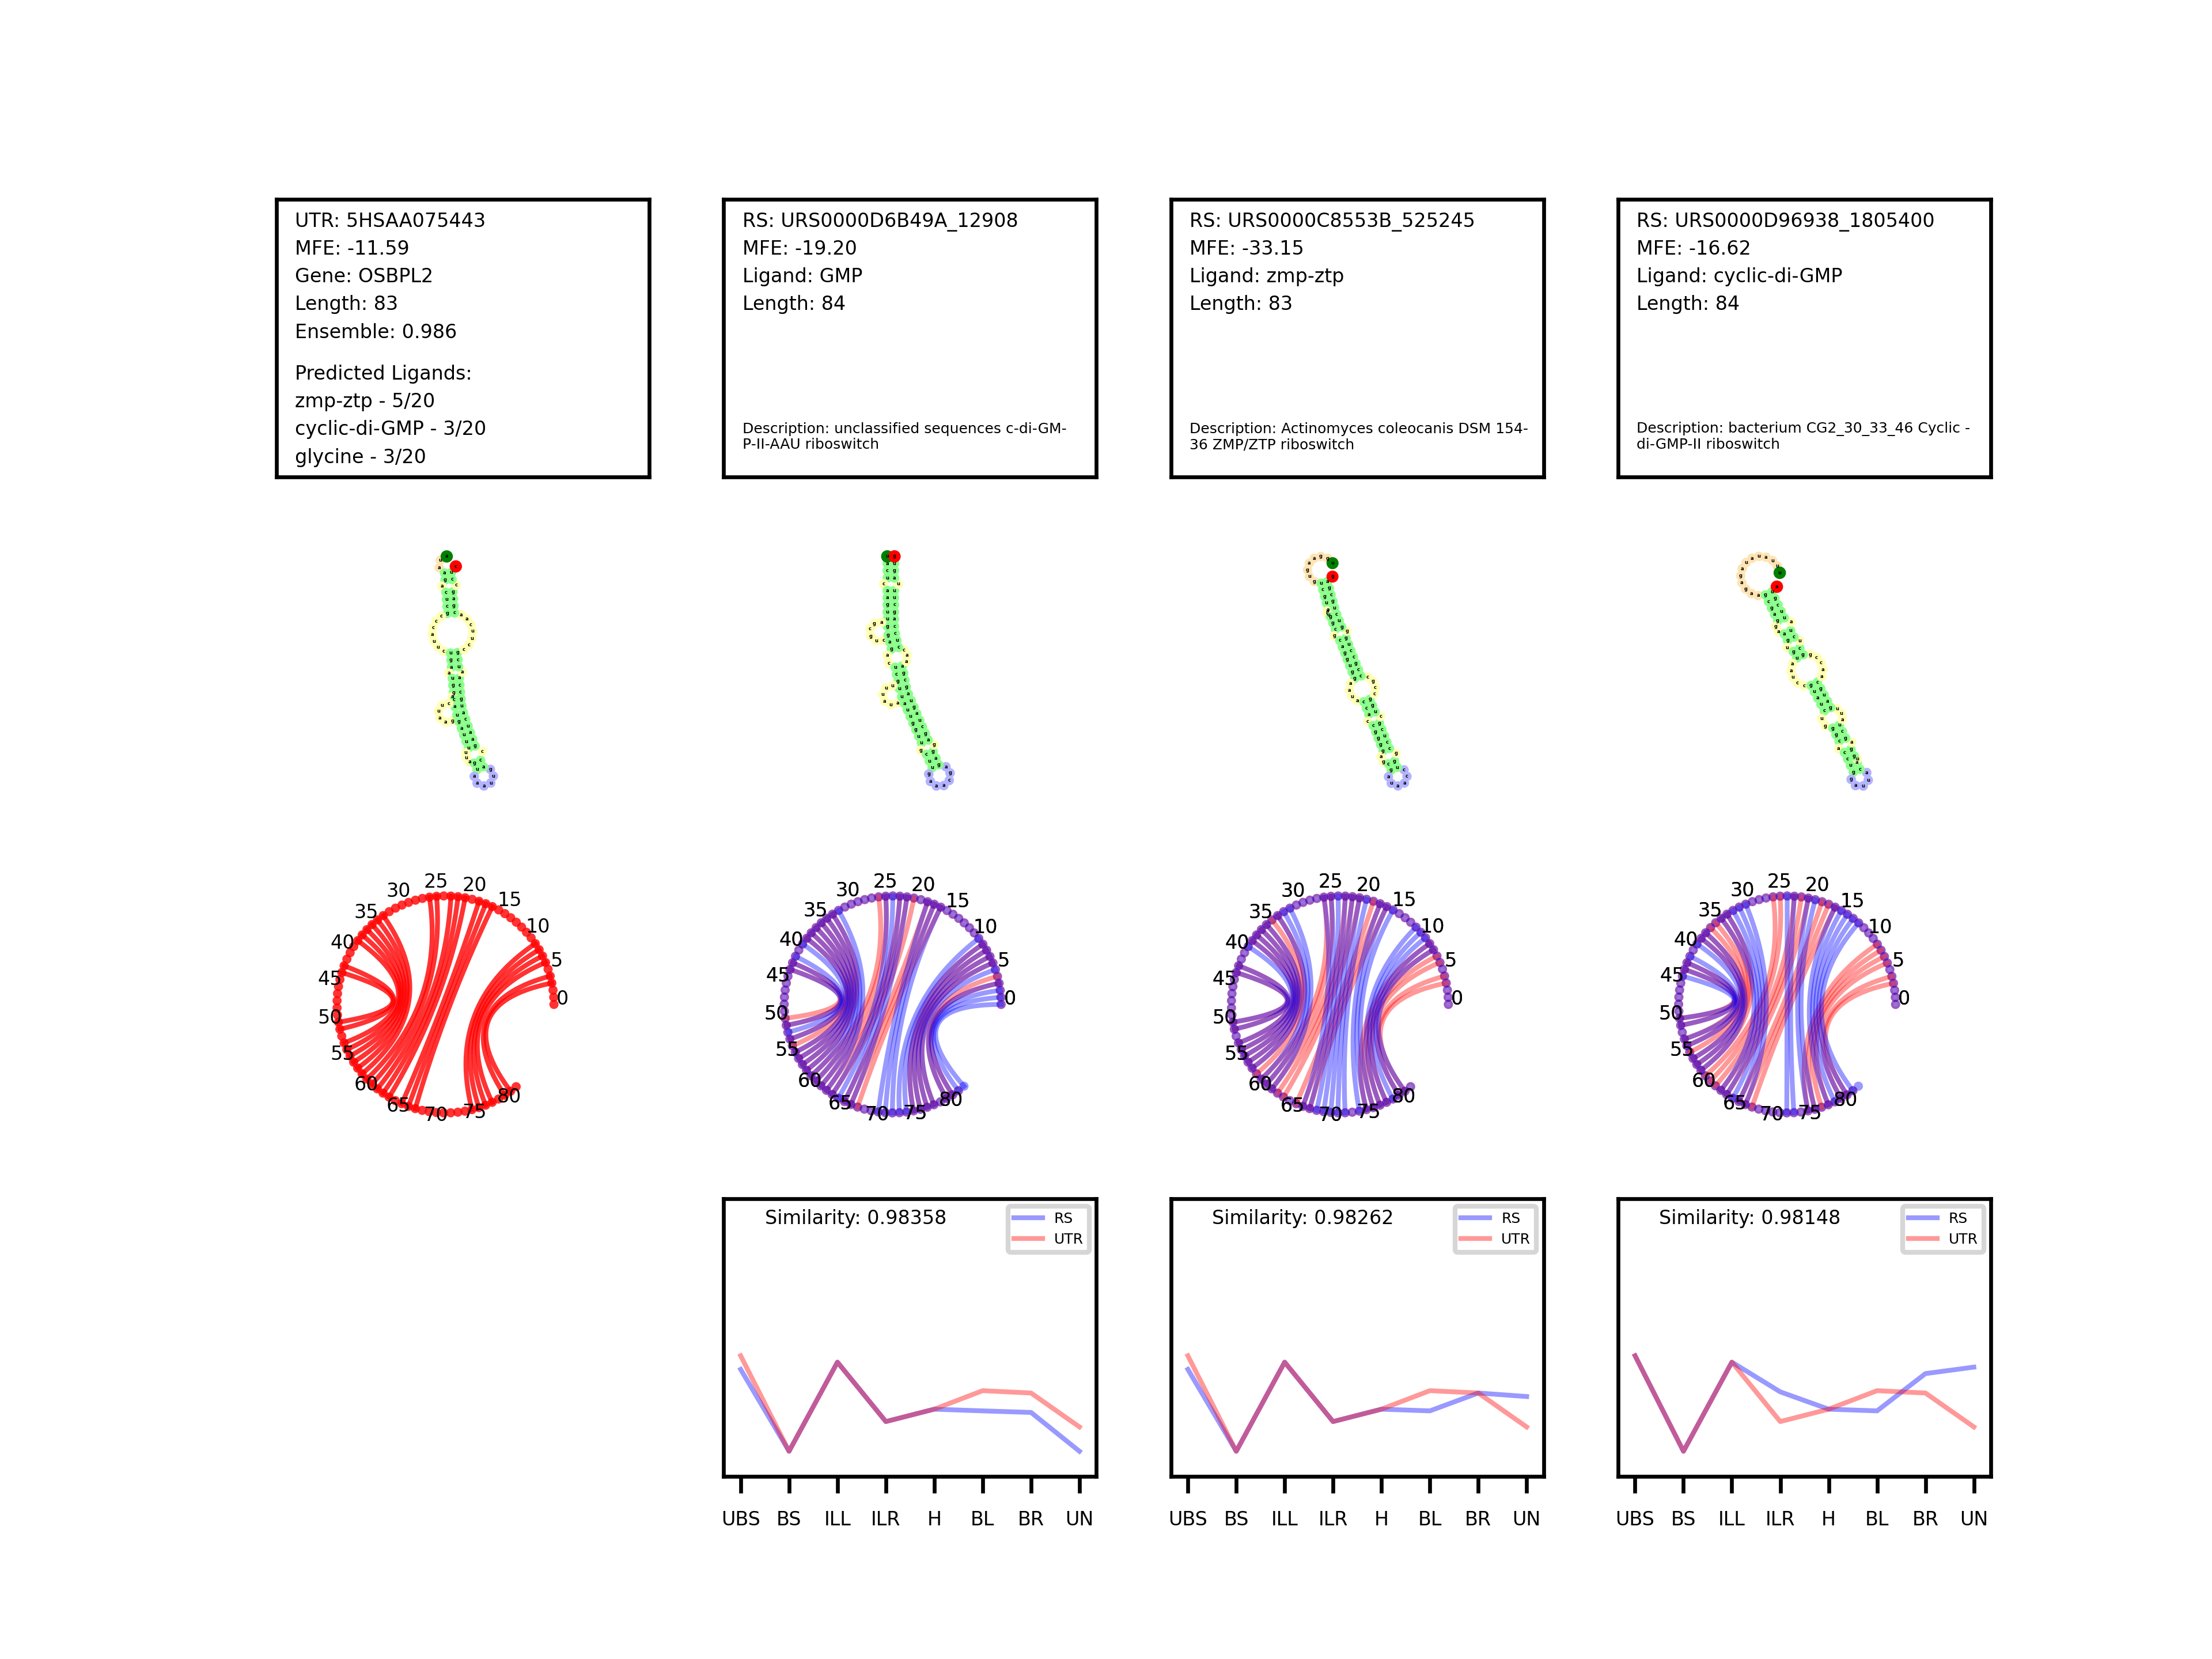 UTR: 5HSAA075443
MFE: -11.59
Gene: OSBPL2
Length: 83
Ensemble: 0.986
Predicted Ligands:
zmp-ztp - 5/20
cyclic-di-GMP - 3/20
glycine - 3/20
RS: URS0000D6B49A_12908
MFE: -19.20
Ligand: GMP
Length: 84
Description: unclassified sequences c-di-GM-
P-II-AAU riboswitch
RS: URS0000C8553B_525245
MFE: -33.15
Ligand: zmp-ztp
Length: 83
Description: Actinomyces coleocanis DSM 154-
36 ZMP/ZTP riboswitch
RS: URS0000D96938_1805400
MFE: -16.62
Ligand: cyclic-di-GMP
Length: 84
Description: bacterium CG2_30_33_46 Cyclic -
di-GMP-II riboswitch
0 5 10 15 20 25 30 35 40 45 50 55 60 65 70 75 80
0 5 10 15 20 25 30 35 40 45 50 55 60 65 70 75 80
0 5 10 15 20 25 30 35 40 45 50 55 60 65 70 75 80
0 5 10 15 20 25 30 35 40 45 50 55 60 65 70 75 80
Similarity: 0.98358
RS
UTR
UBS BS ILL ILR H BL BR UN
Similarity: 0.98262
RS
UTR
UBS BS ILL ILR H BL BR UN
Similarity: 0.98148
RS
UTR
UBS BS ILL ILR H BL BR UN